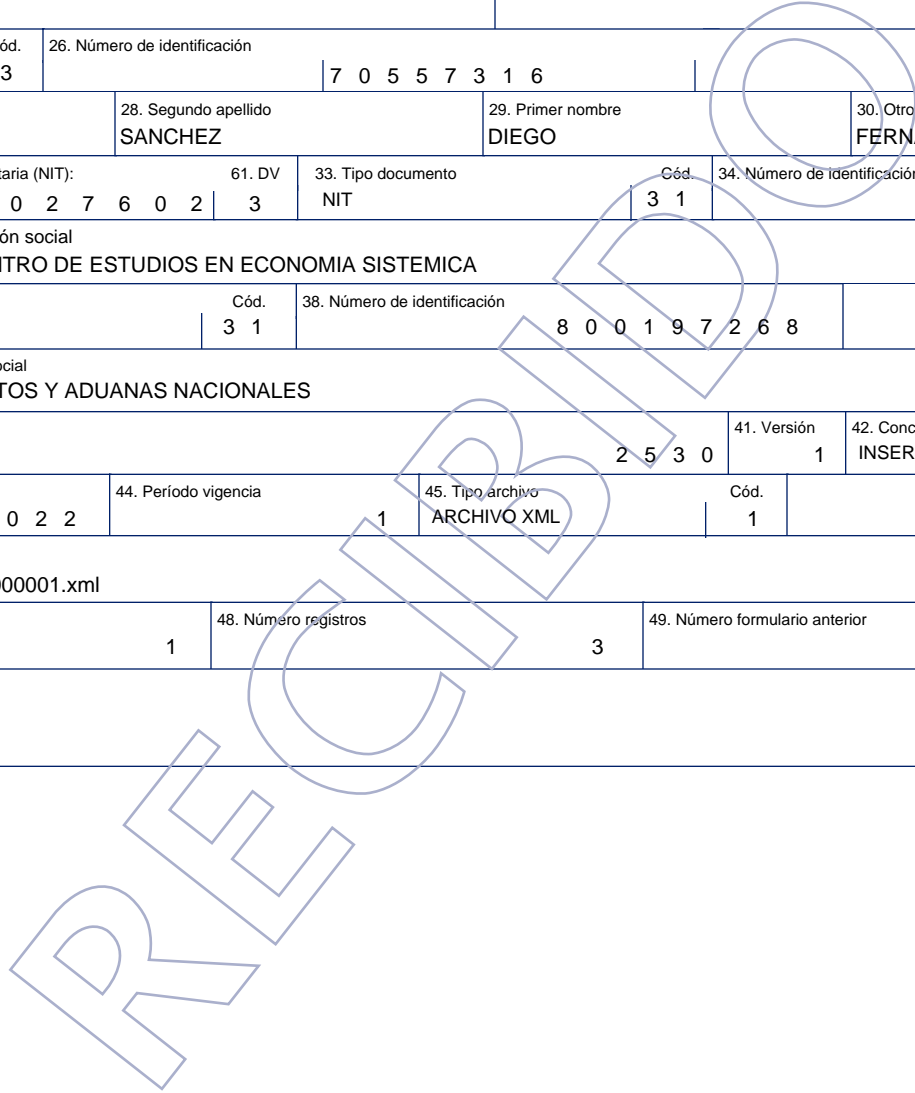 ód. 26. Número de identificación
3 7 0 5 5 7 3 1 6
28. Segundo apellido 29. Primer nombre 30. Otro
SANCHEZ DIEGO FERNA
taria (NIT): 61. DV 33. Tipo documento Cód. 34. Número de identificación
0 2 7 6 0 2 3 NIT 3 1
ón social
NTRO DE ESTUDIOS EN ECONOMIA SISTEMICA
Cód. 38. Número de identificación
3 1 8 0 0 1 9 7 2 6 8
ocial
TOS Y ADUANAS NACIONALES
41. Versión 42. Conc
2 5 3 0 1 INSER
44. Período vigencia 45. Tipo archivo Cód.
0 2 2 1 ARCHIVO XML 1
000001.xml
48. Número registros 49. Número formulario anterior
1 3
RECIBIDO